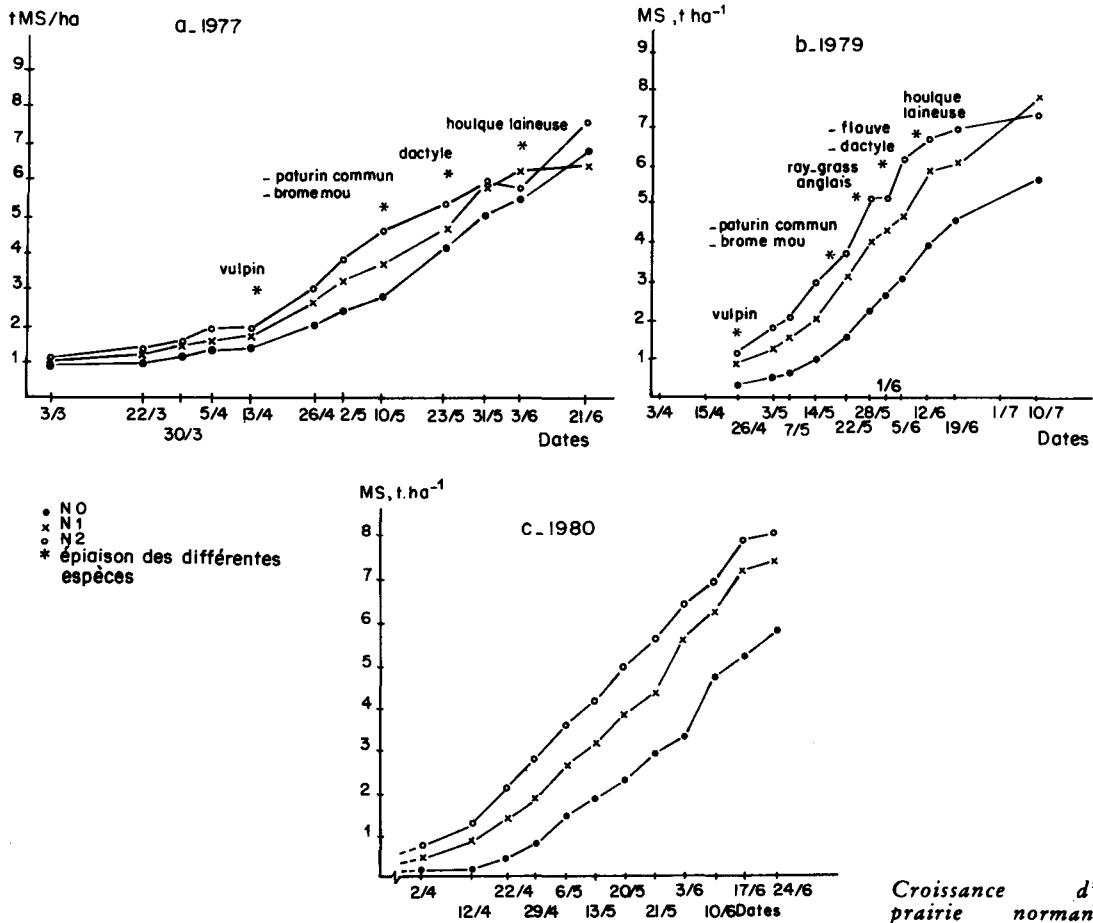 tMS/ha
a_1977
9
8
7
6
5
4
3
2
1
houlque laineuse
dactyle
- paturin commun
- brome mou
vulpin
3/3 22/3 5/4 13/4 26/4 2/5 10/5 23/5 31/5 3/6 21/6
30/3
Dates
MS, t ha⁻¹
b_1979
9
8
7
6
5
4
3
2
1
houlque
laineuse
- flouve
- dactyle
ray-grass
anglais
- paturin commun
- brome mou
vulpin
1/6
3/4 15/4 3/5 14/5 28/5 12/6 1/7 10/7
26/4 7/5 22/5 5/6 19/6
Dates
• N0
x N1
o N2
* épiaison des différentes
espèces
MS, t.ha⁻¹
c_1980
8
7
6
5
4
3
2
1
2/4 22/4 6/5 20/5 3/6 17/6 24/6
12/4 29/4 13/5 21/5 10/6 Dates
Croissance d'
prairie norman